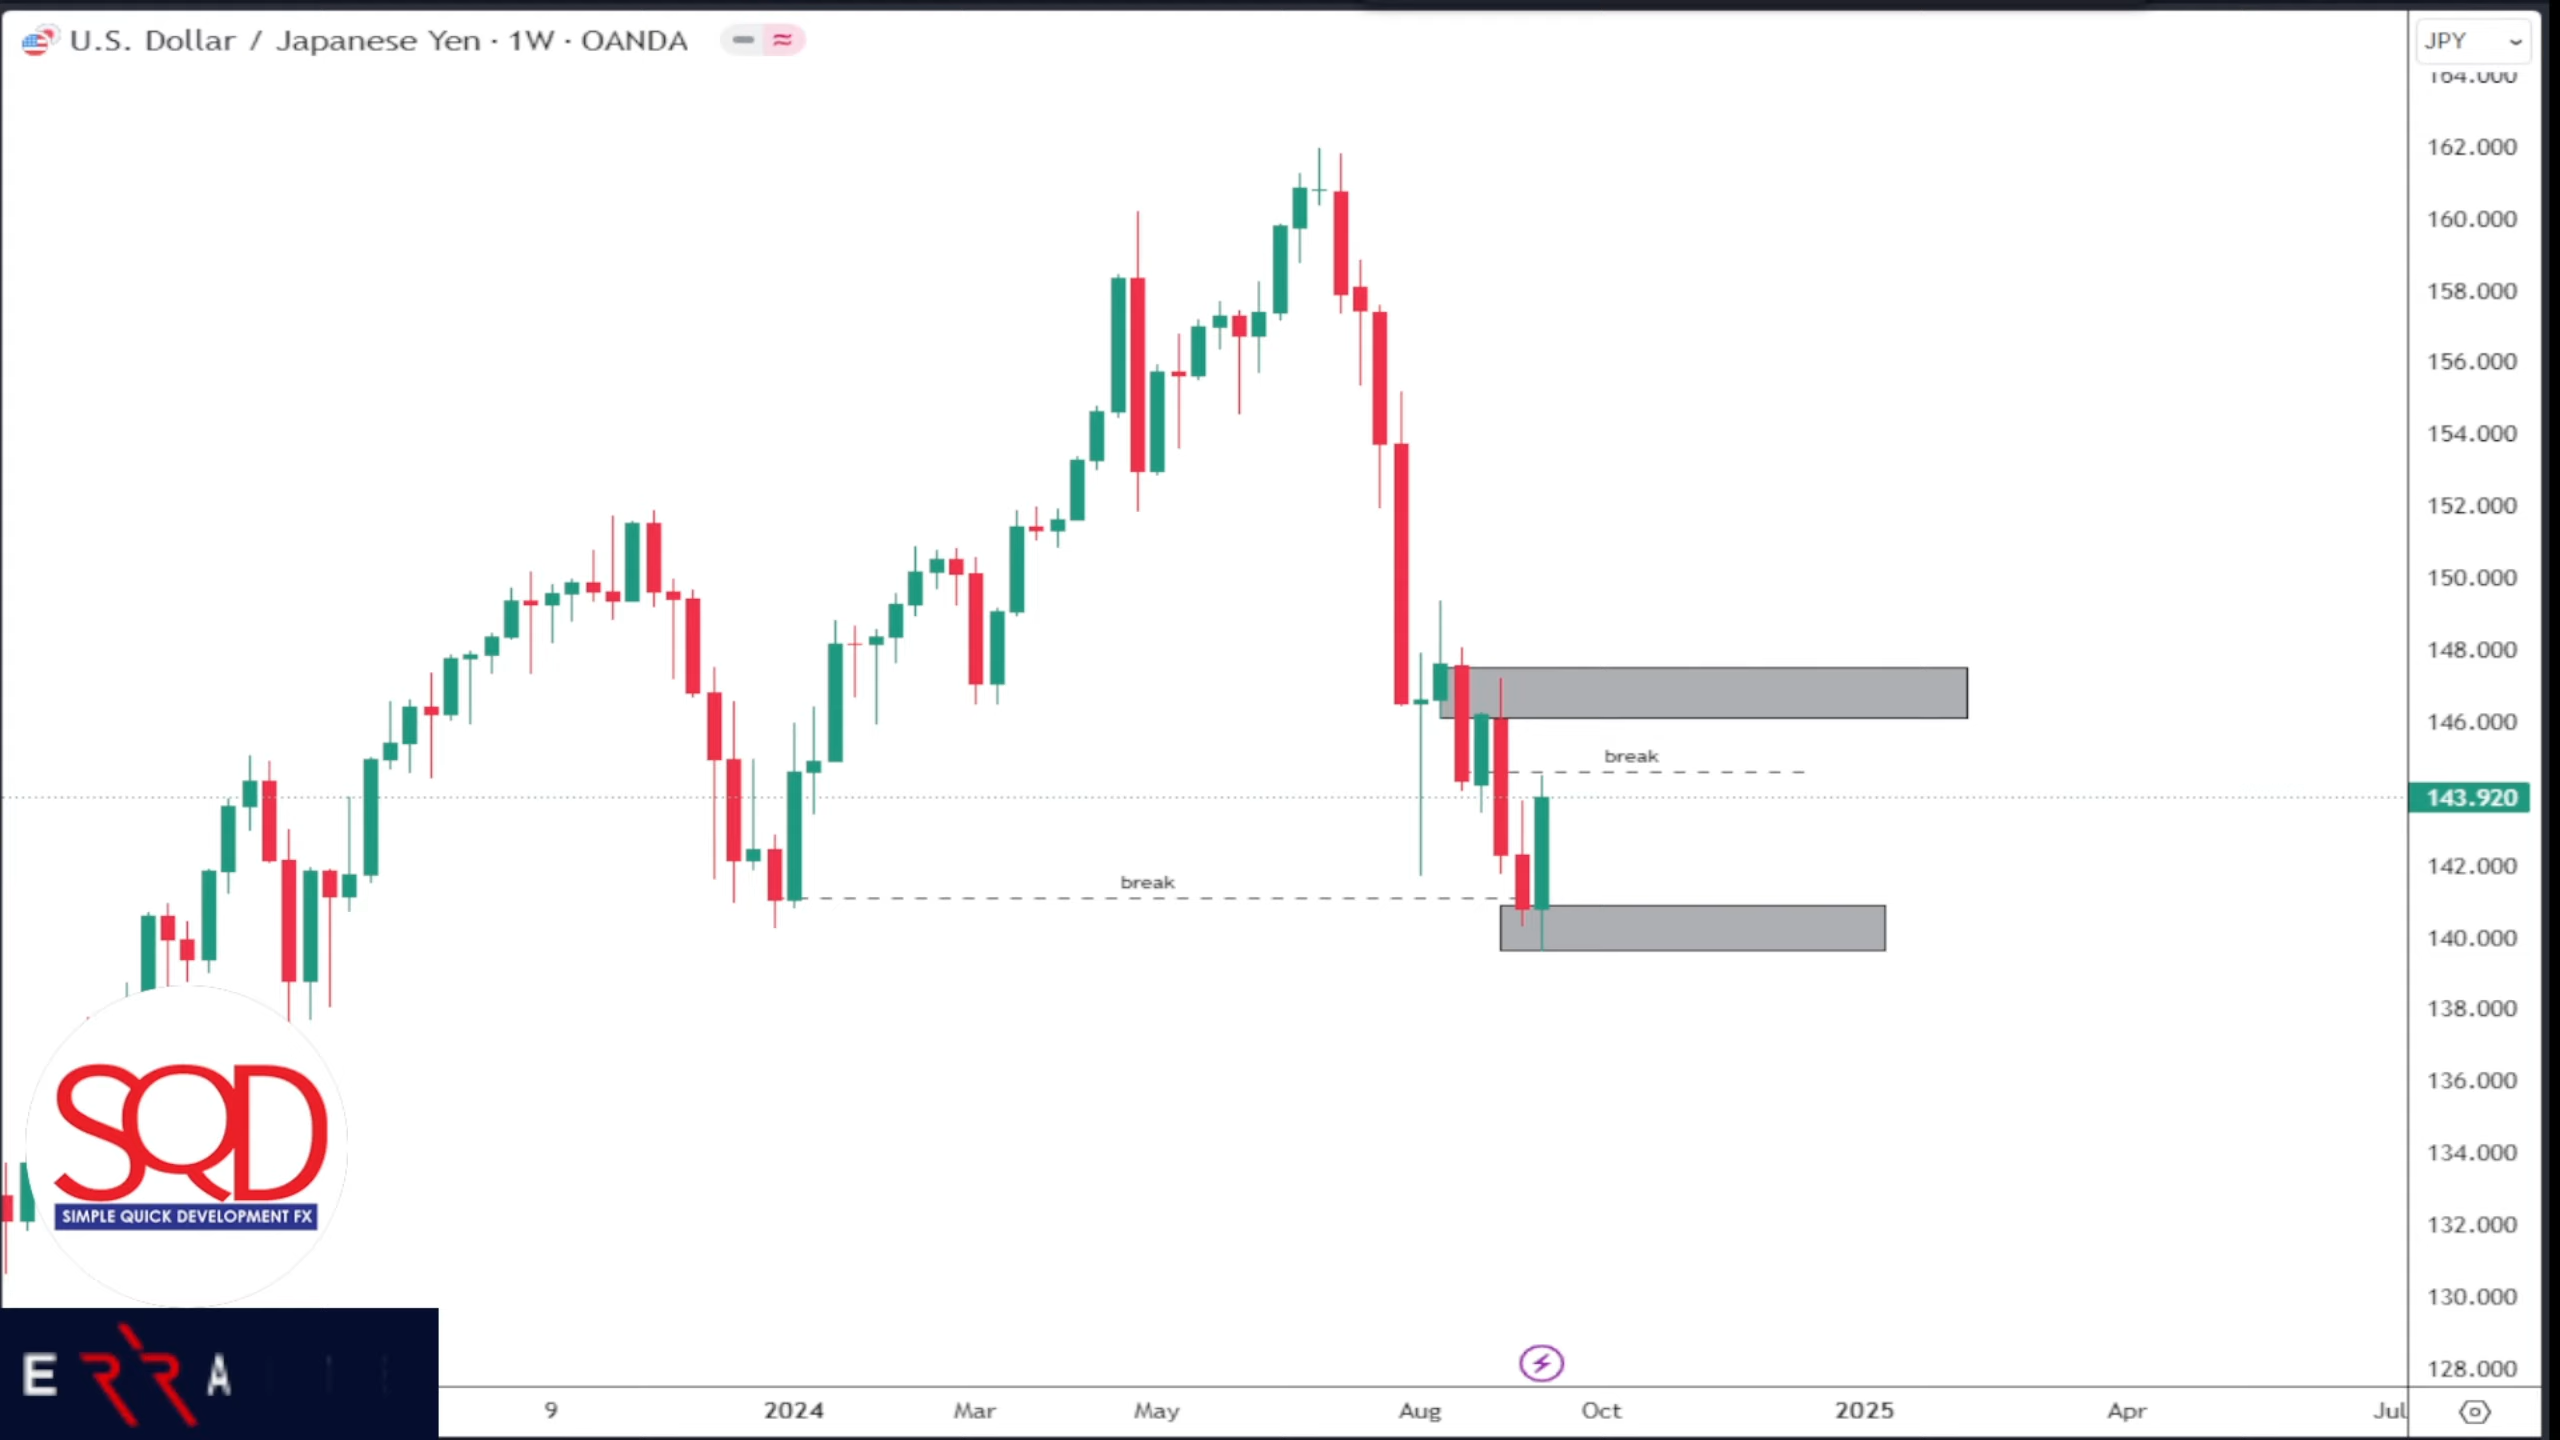 U.S. Dollar / Japanese Yen · 1W · OANDA
JPY
164.000
162.000
160.000
158.000
156.000
154.000
152.000
150.000
148.000
146.000
break
143.920
142.000
break
140.000
138.000
136.000
134.000
132.000
130.000
128.000
SQD
SIMPLE QUICK DEVELOPMENT FX
9
2024
Mar
May
Aug
Oct
2025
Apr
Jul